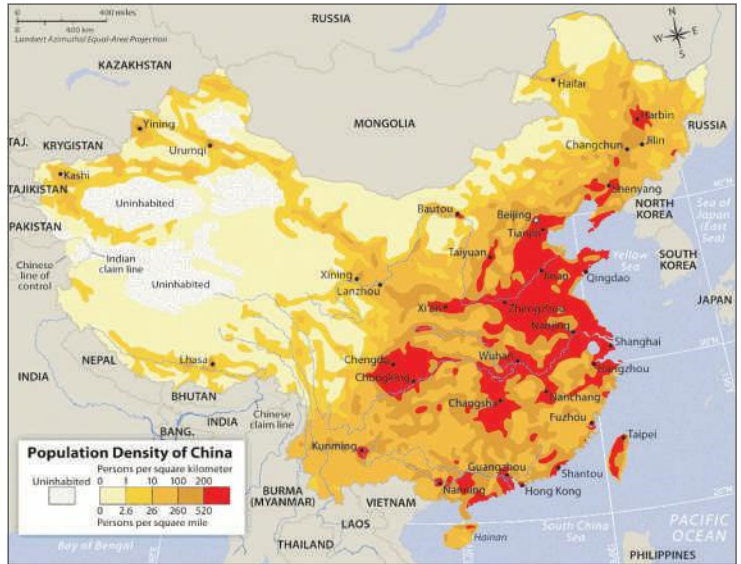 0 400 miles
0 400 km
Lambert Azimuthal Equal-Area Projection
RUSSIA
N
W E
S
KAZAKHSTAN
Hailar
MONGOLIA
Harbin
Yining
RUSSIA
TAJ.
KRYGISTAN
Urumqi
Changchun
Jilin
Kashi
TAJIKISTAN
Shenyang
40°N
Uninhabited
Bautou
Beijing
NORTH
KOREA
Sea of
Japan
(East
Sea)
PAKISTAN
Tianjin
Taiyuan
Yellow
Sea
SOUTH
KOREA
Chinese
line of
control
Indian
claim line
Xining
Jinan
Qingdao
Uninhabited
Lanzhou
JAPAN
Xi'an
Zhengzhou
Nanjing
Shanghai
30°N
NEPAL
Lhasa
Chengdu
Wuhan
Hangzhou
INDIA
Chongqing
BHUTAN
Nanchang
Chinese
claim line
Changsha
INDIA
Fuzhou
BANG.
Taipei
Kunming
Population Density of China
Persons per square kilometer
Uninhabited
0 1 10 100 200
0 2.6 26 260 520
Persons per square mile
Guangzhou
Shantou
BURMA
(MYANMAR)
VIETNAM
Nanning
Hong Kong
20°N
LAOS
South China
Sea
PACIFIC
OCEAN
Bay of Bengal
THAILAND
Hainan
PHILIPPINES